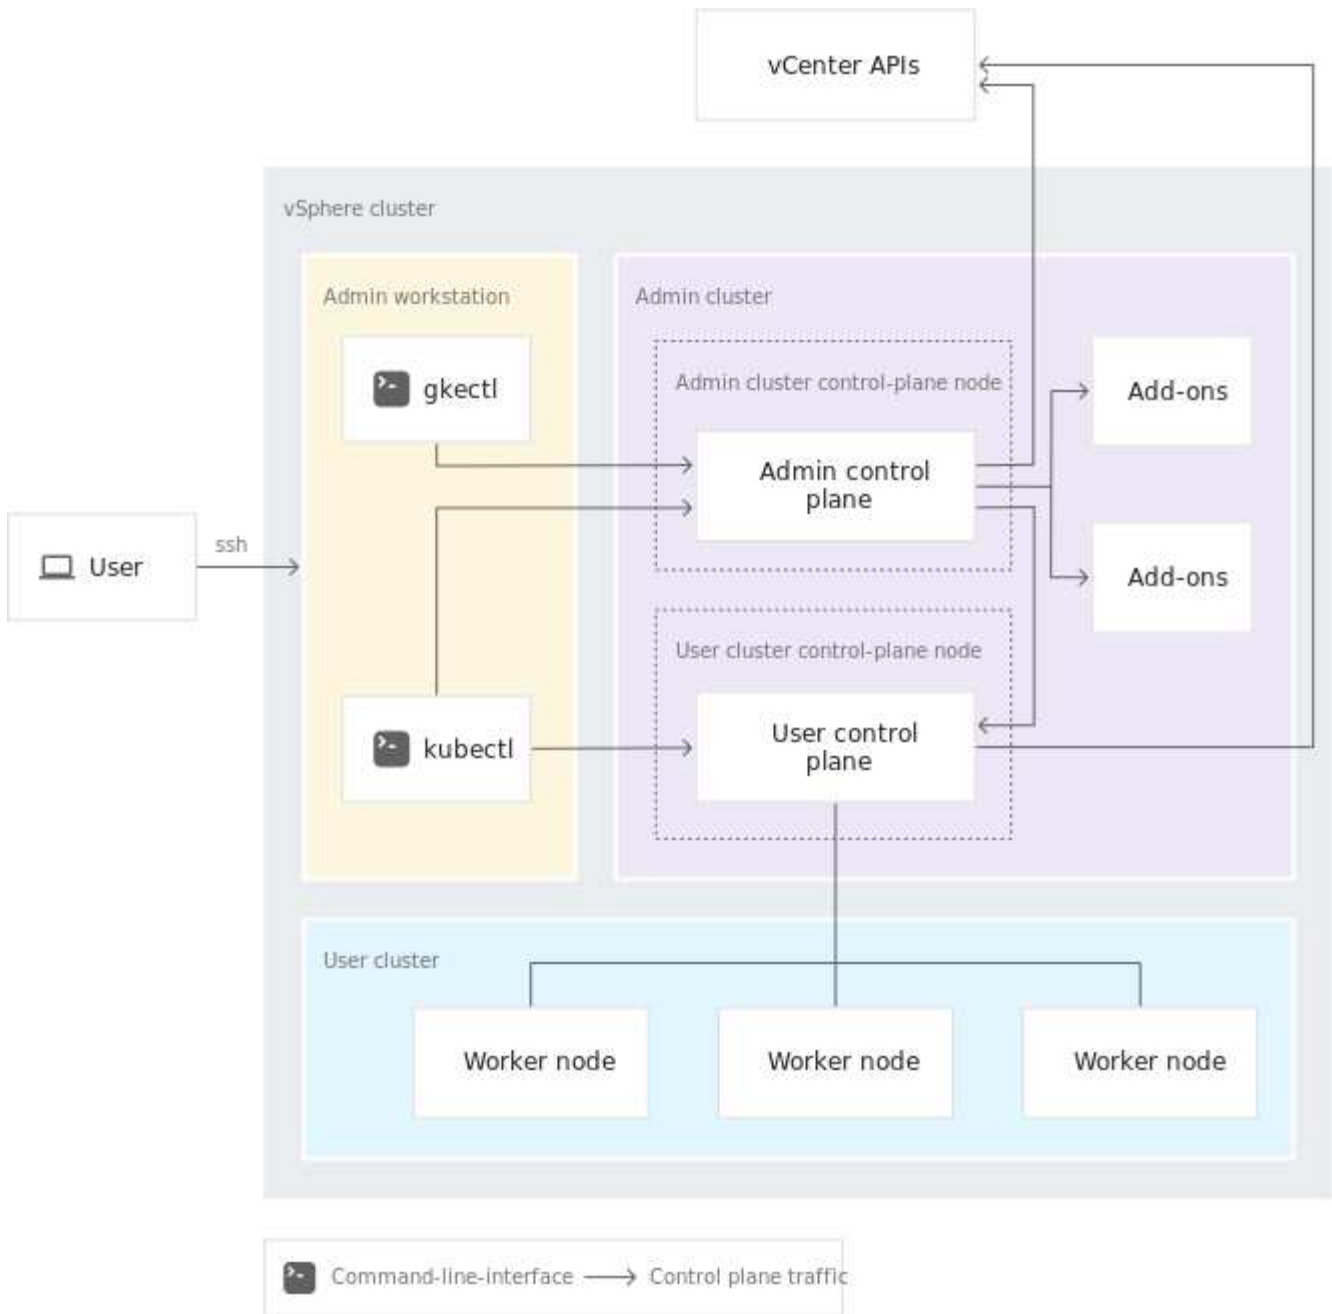 vCenter APIs
vSphere cluster
Admin workstation
Admin cluster
gkectl
Admin cluster control-plane node
Add-ons
Admin control
plane
User
ssh
Add-ons
User cluster control-plane node
kubectl
User control
plane
User cluster
Worker node
Worker node
Worker node
Command-line-interface
Control plane traffic